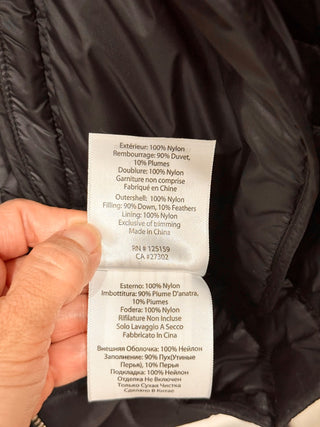 Extérieur: 100% Nylon
Rembourrage: 90% Duvet,
10% Plumes
Doublure: 100% Nylon
Garniture non comprise
Fabriqué en Chine
Outershell: 100% Nylon
Filling: 90% Down, 10% Feathers
Lining: 100% Nylon
Exclusive of trimming
Made in China
RN # 125159
CA #27302
Esterno: 100% Nylon
Imbottitura: 90% Piume D'anatra,
10% Piumes
Fodera: 100% Nylon
Rifilature Non Incluse
Solo Lavaggio A Secco
Fabbricato In Cina
Внешняя Оболочка: 100% Нейлон
Заполнение: 90% Пух(Утиные
Перья), 10% Перья
Подкладка: 100% Нейлон
Отделка Не Включен
Только Сухая Чистка
Сделано В Китае